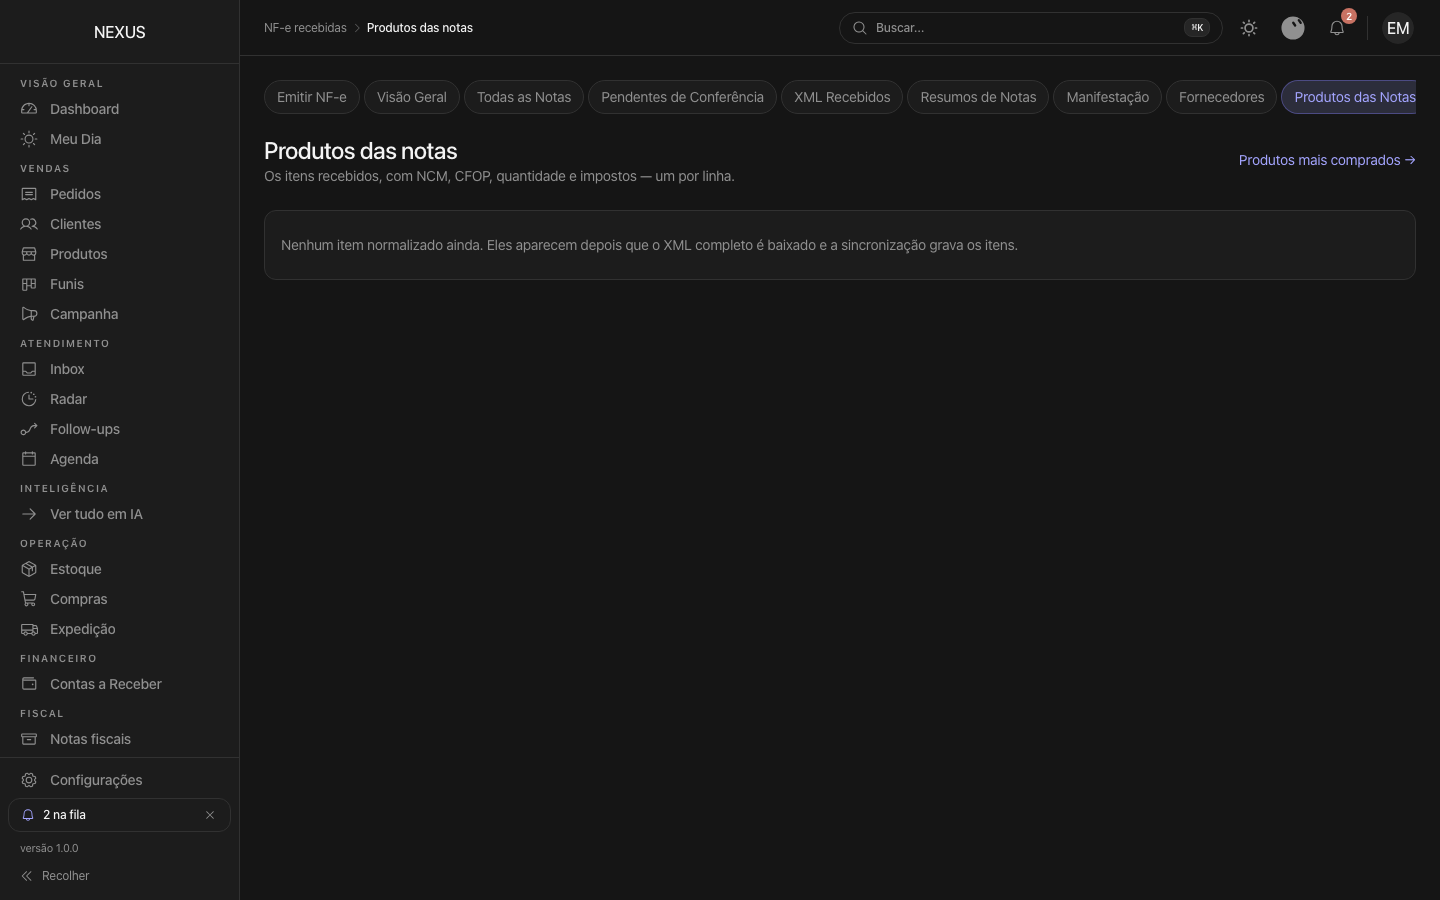 NEXUS
VISÃO GERAL
Dashboard
Meu Dia
VENDAS
Pedidos
Clientes
Produtos
Funis
Campanha
ATENDIMENTO
Inbox
Radar
Follow-ups
Agenda
INTELIGÊNCIA
Ver tudo em IA
OPERAÇÃO
Estoque
Compras
Expedição
FINANCEIRO
Contas a Receber
FISCAL
Notas fiscais
Configurações
2 na fila
versão 1.0.0
Recolher
NF-e recebidas Produtos das notas
Buscar... ⌘K
2
EM
Emitir NF-e Visão Geral Todas as Notas Pendentes de Conferência XML Recebidos Resumos de Notas Manifestação Fornecedores Produtos das Notas
Produtos das notas
Os itens recebidos, com NCM, CFOP, quantidade e impostos — um por linha.
Produtos mais comprados →
Nenhum item normalizado ainda. Eles aparecem depois que o XML completo é baixado e a sincronização grava os itens.